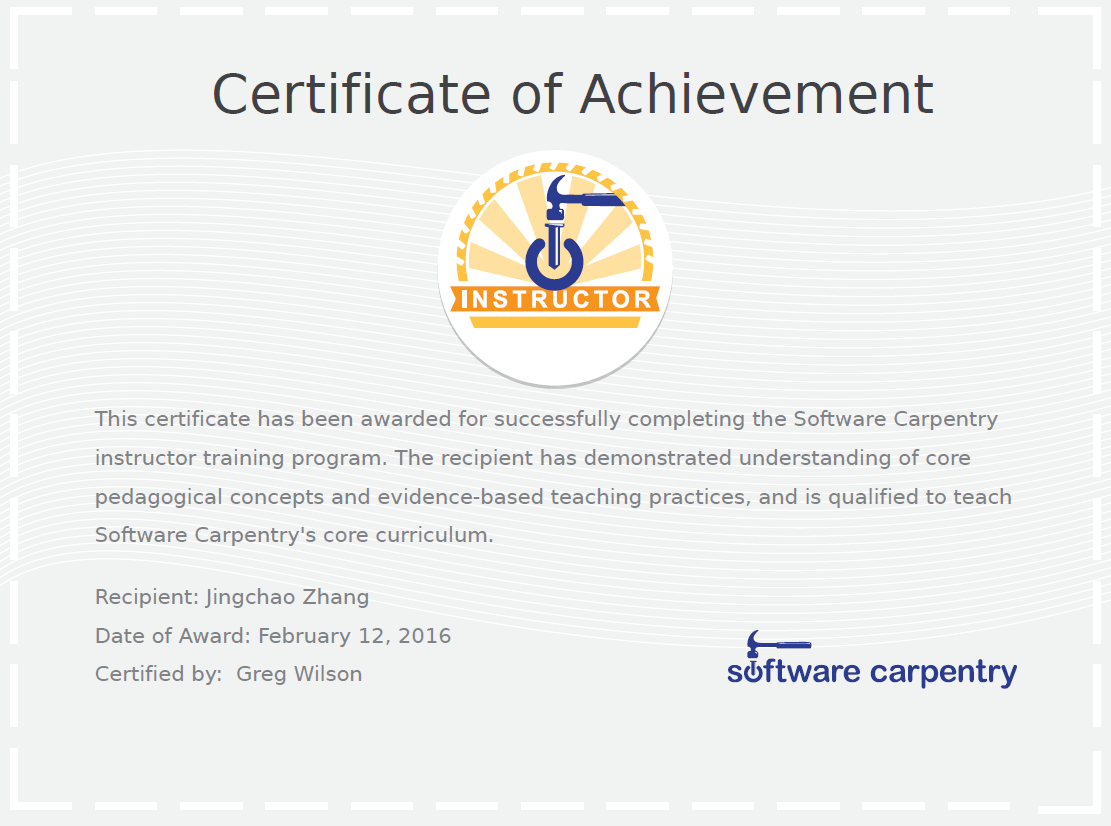 Certificate of Achievement
INSTRUCTOR
This certificate has been awarded for successfully completing the Software Carpentry
instructor training program. The recipient has demonstrated understanding of core
pedagogical concepts and evidence-based teaching practices, and is qualified to teach
Software Carpentry's core curriculum.
Recipient: Jingchao Zhang
Date of Award: February 12, 2016
Certified by:  Greg Wilson
software carpentry